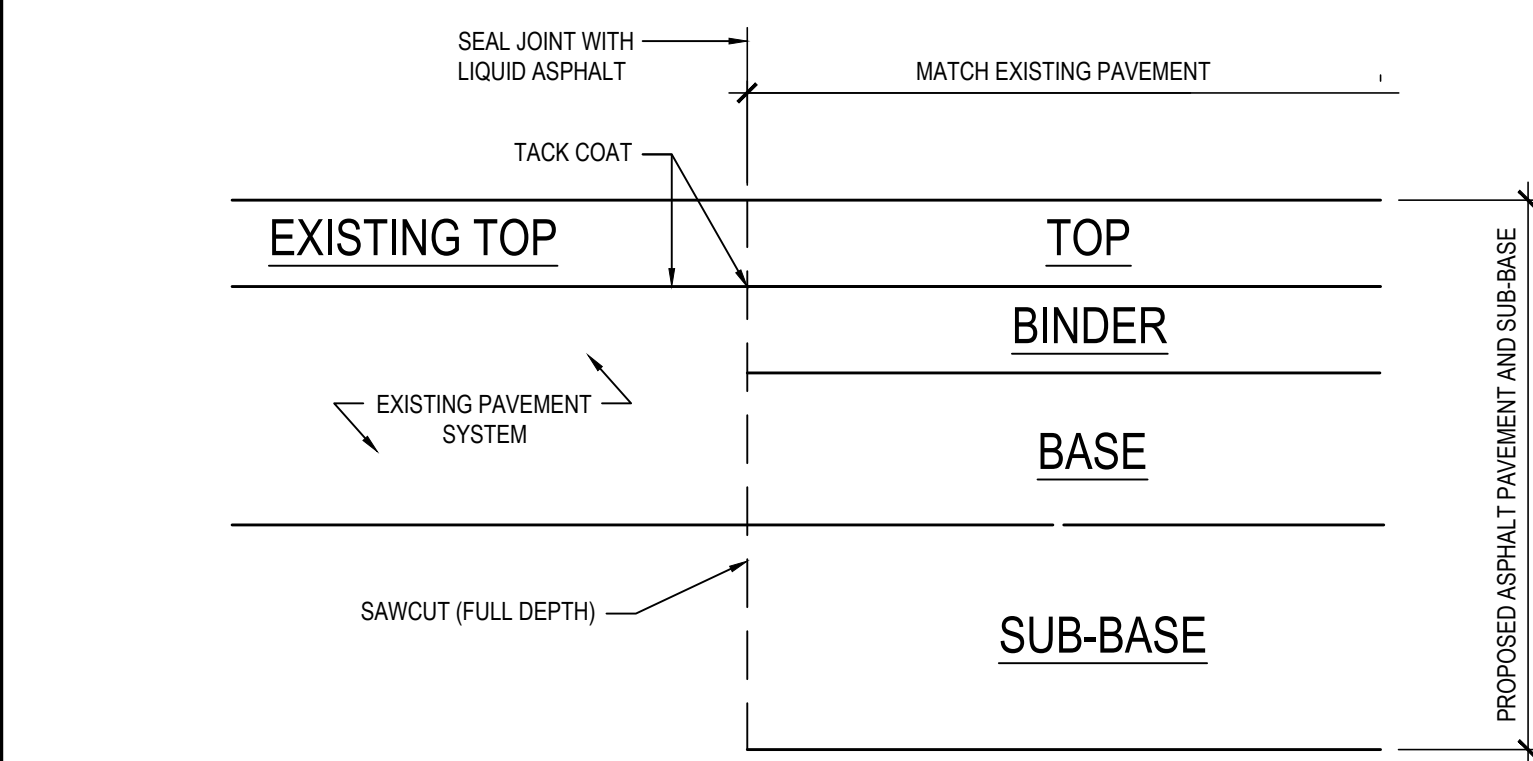 SEAL JOINT WITH
LIQUID ASPHALT
MATCH EXISTING PAVEMENT
TACK COAT
EXISTING TOP
TOP
BINDER
EXISTING PAVEMENT
SYSTEM
BASE
SAWCUT (FULL DEPTH)
SUB-BASE
PROPOSED ASPHALT PAVEMENT AND SUB-BASE